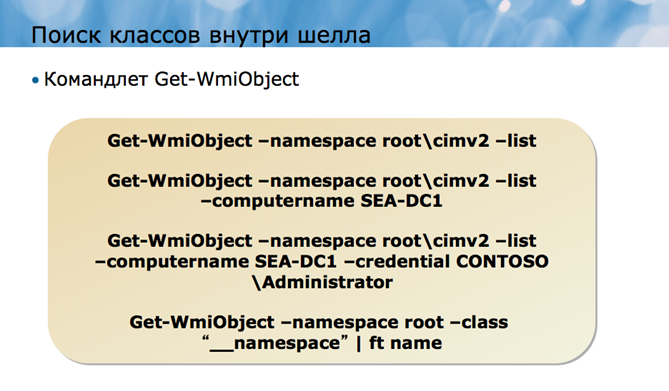 Поиск классов внутри шелла
• Командлет Get-WmiObject
Get-WmiObject –namespace root\cimv2 –list
Get-WmiObject –namespace root\cimv2 –list
–computername SEA-DC1
Get-WmiObject –namespace root\cimv2 –list
–computername SEA-DC1 –credential CONTOSO
\Administrator
Get-WmiObject –namespace root –class
“__namespace” | ft name